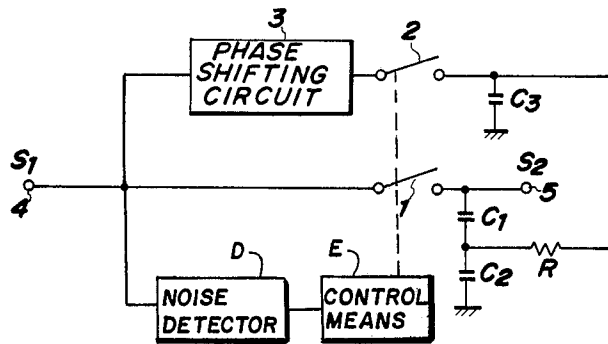 3
2
PHASE
SHIFTING
CIRCUIT
C3
S1
S2
4
1
5
C1
D
E
C2
R
NOISE
DETECTOR
CONTROL
MEANS